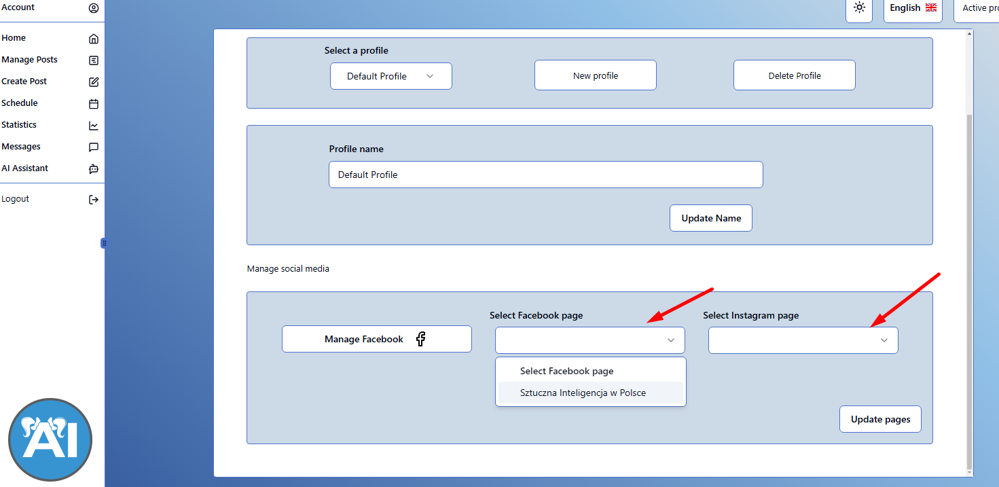 Account
English
Active pro
Home
Manage Posts
Create Post
Schedule
Statistics
Messages
AI Assistant
Logout
AI
Select a profile
Default Profile
New profile
Delete Profile
Profile name
Default Profile
Update Name
Manage social media
Select Facebook page
Select Instagram page
Manage Facebook
Select Facebook page
Sztuczna Inteligencja w Polsce
Update pages